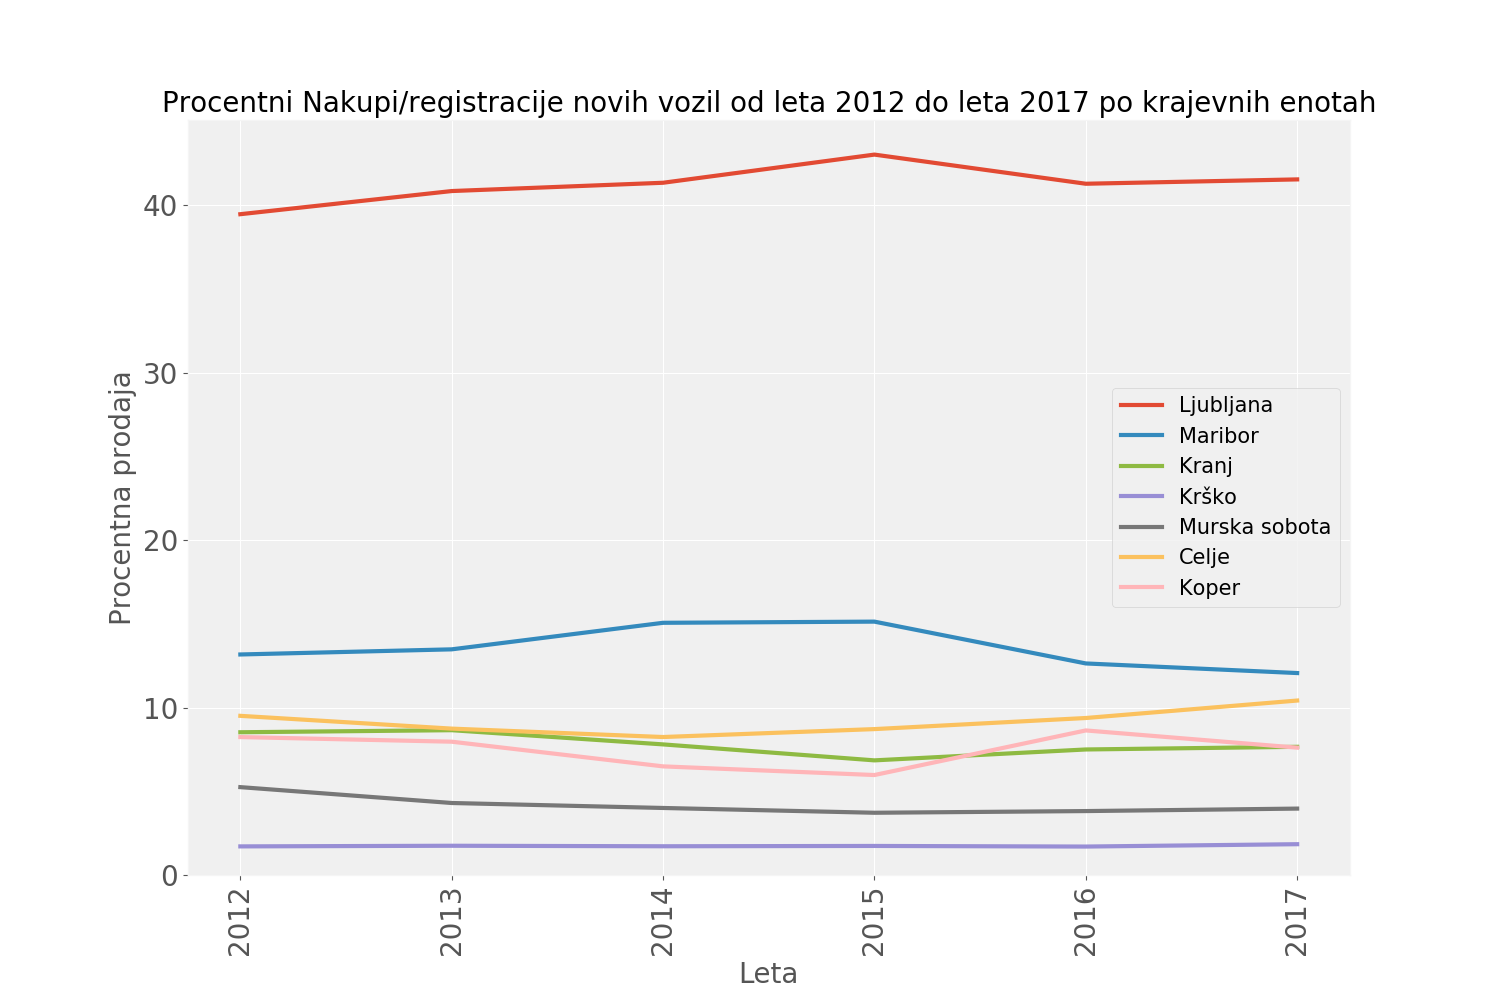 Procentni Nakupi/registracije novih vozil od leta 2012 do leta 2017 po krajevnih enotah
Procentna prodaja
40
30
20
10
0
Ljubljana
Maribor
Kranj
Krško
Murska sobota
Celje
Koper
2012 2013 2014 2015 2016 2017
Leta